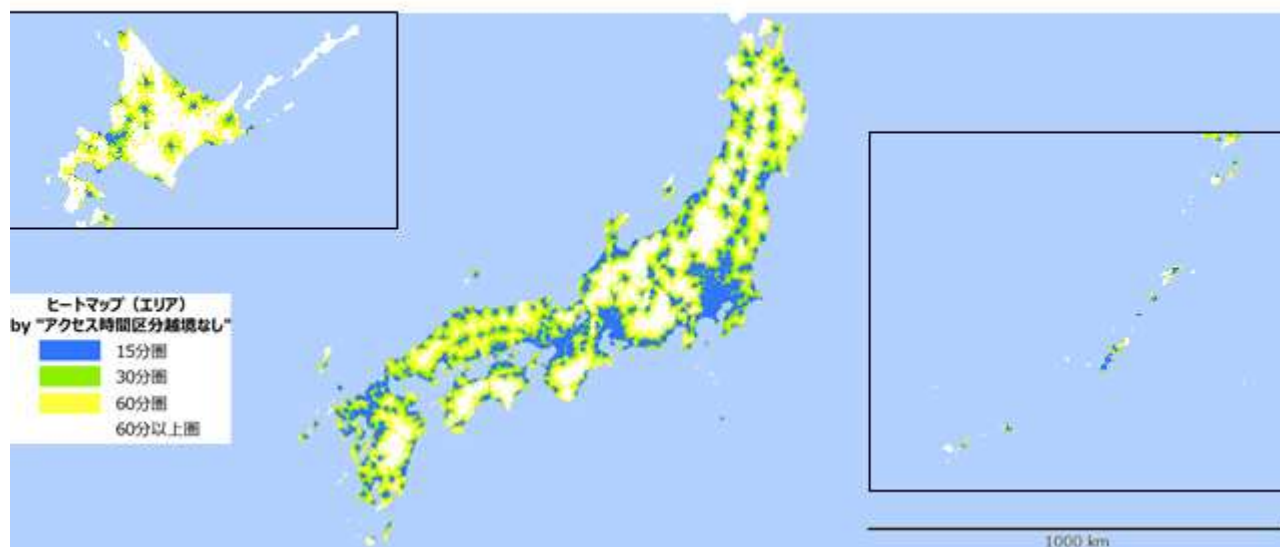 ヒートマップ（エリア）
by "アクセス時間区分越境なし"
15分圏
30分圏
60分圏
60分以上圏
1000 km